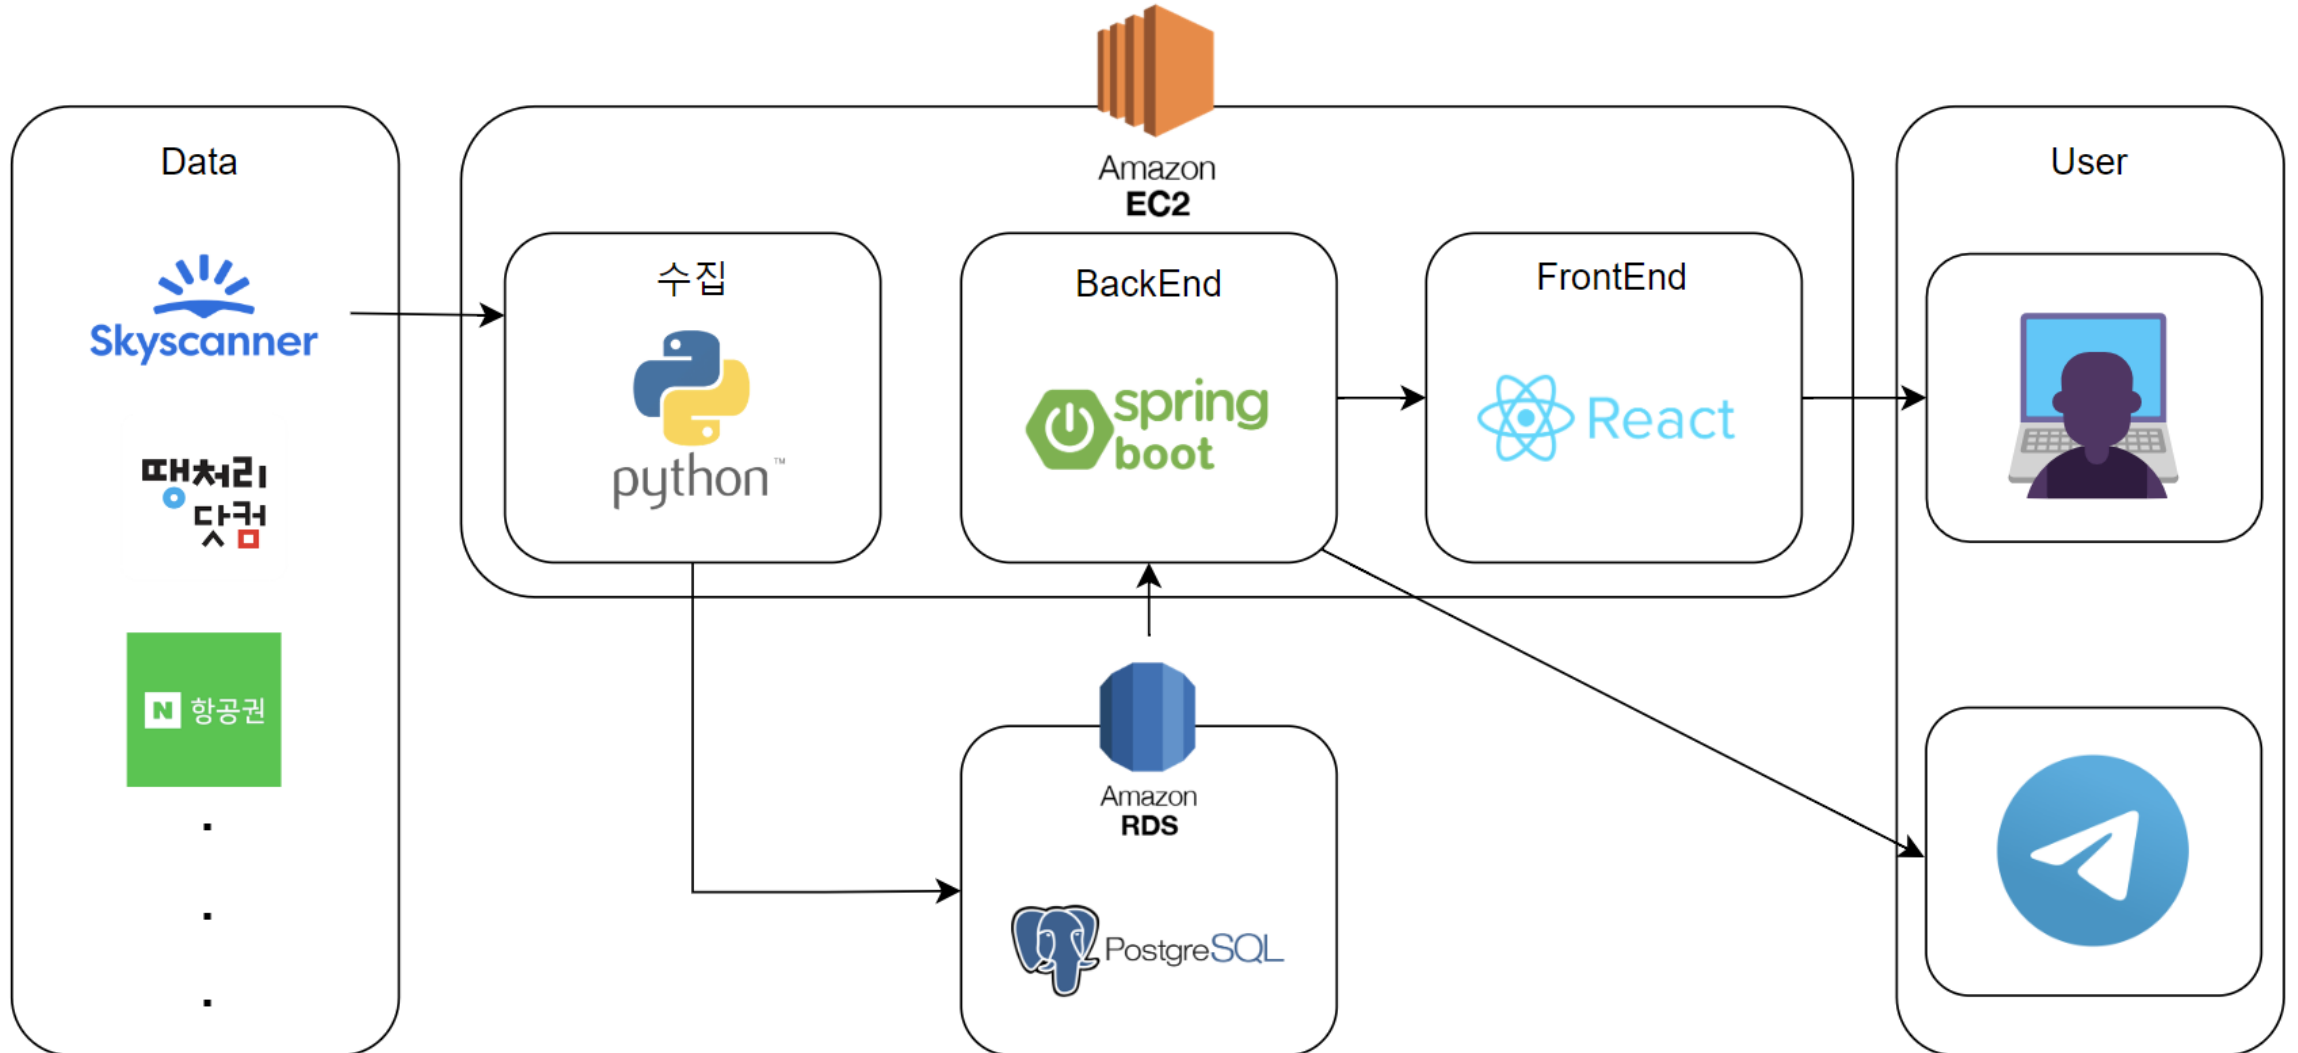 Data
Skyscanner
땡처리
닷컴
N 항공권
Amazon
EC2
수집
python™
BackEnd
spring
boot
FrontEnd
React
Amazon
RDS
PostgreSQL
User